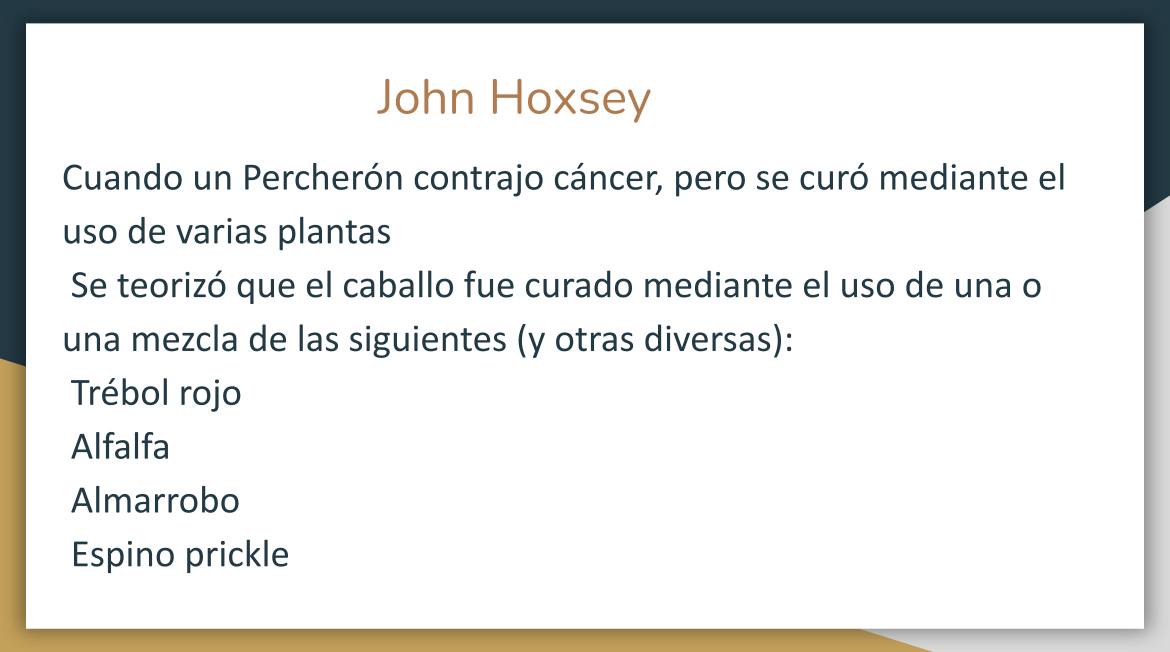 John Hoxsey
Cuando un Percherón contrajo cáncer, pero se curó mediante el
uso de varias plantas
Se teorizó que el caballo fue curado mediante el uso de una o
una mezcla de las siguientes (y otras diversas):
Trébol rojo
Alfalfa
Almarrobo
Espino prickle